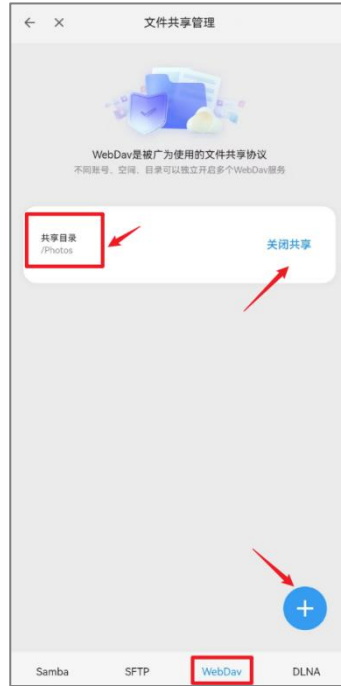 文件共享管理
WebDav是被广为使用的文件共享协议
不同账号、空间、目录可以独立开启多个WebDav服务
共享目录
/Photos
关闭共享
Samba SFTP WebDav DLNA